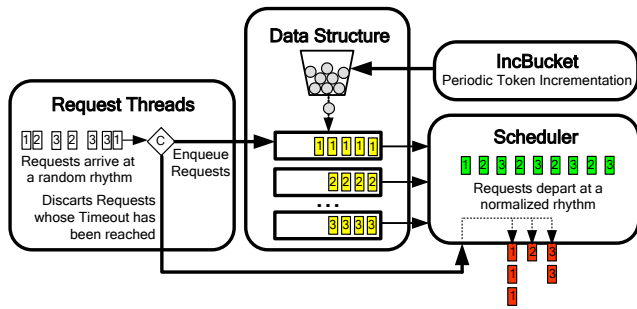 Data Structure
IncBucket
Periodic Token Incrementation
Request Threads
1 2 3 2 3 3 1
C
Requests arrive at
a random rhythm
Enqueue
Requests
Discarts Requests
whose Timeout has
been reached
1 1 1 1 1
2 2 2 2
...
3 3 3 3
Scheduler
1 2 3 2 3 2 3 2 3
Requests depart at a
normalized rhythm
1 2 3
1 3
1